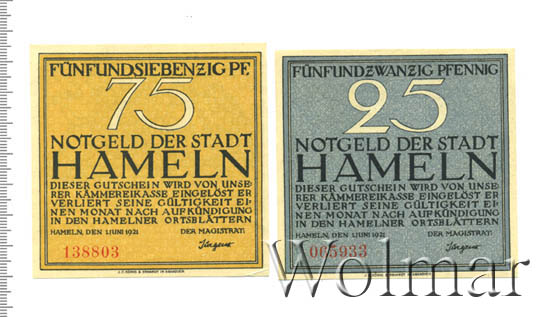 FÜNFUNDSIEBENZIG PF.
75
NOTGELD DER STADT
HAMELN
DIESER GUTSCHEIN WIRD VON UNSE-
RER KÄMMEREIKASSE EINGELÖST ER
VERLIERT SEINE GÜLTIGKEIT EI-
NEN MONAT NACH AUFKÜNDIGUNG
IN DEN HAMELNER ORTSBLÄTTERN
HAMELN, DEN 1.JUNI 1921 DER MAGISTRAT:
138803 Jürgens
FÜNFUNDZWANZIG PFENNIG
25
NOTGELD DER STADT
HAMELN
DIESER GUTSCHEIN WIRD VON UNSE-
RER KÄMMEREIKASSE EINGELÖST ER
VERLIERT SEINE GÜLTIGKEIT EI-
NEN MONAT NACH AUFKÜNDIGUNG
IN DEN HAMELNER ORTSBLÄTTERN
HAMELN, DEN 1.JUNI 1921 DER MAGISTRAT:
065933 Jürgens
Wolmar